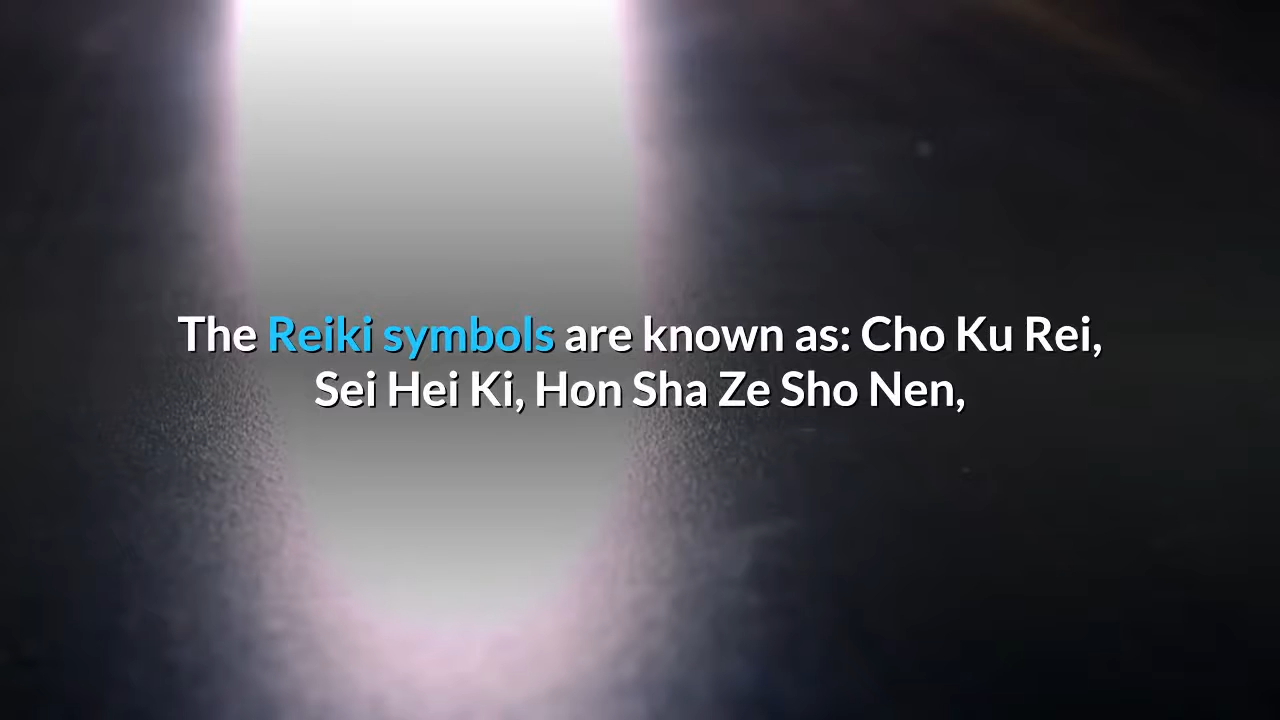 The Reiki symbols are known as: Cho Ku Rei,
Sei Hei Ki, Hon Sha Ze Sho Nen,